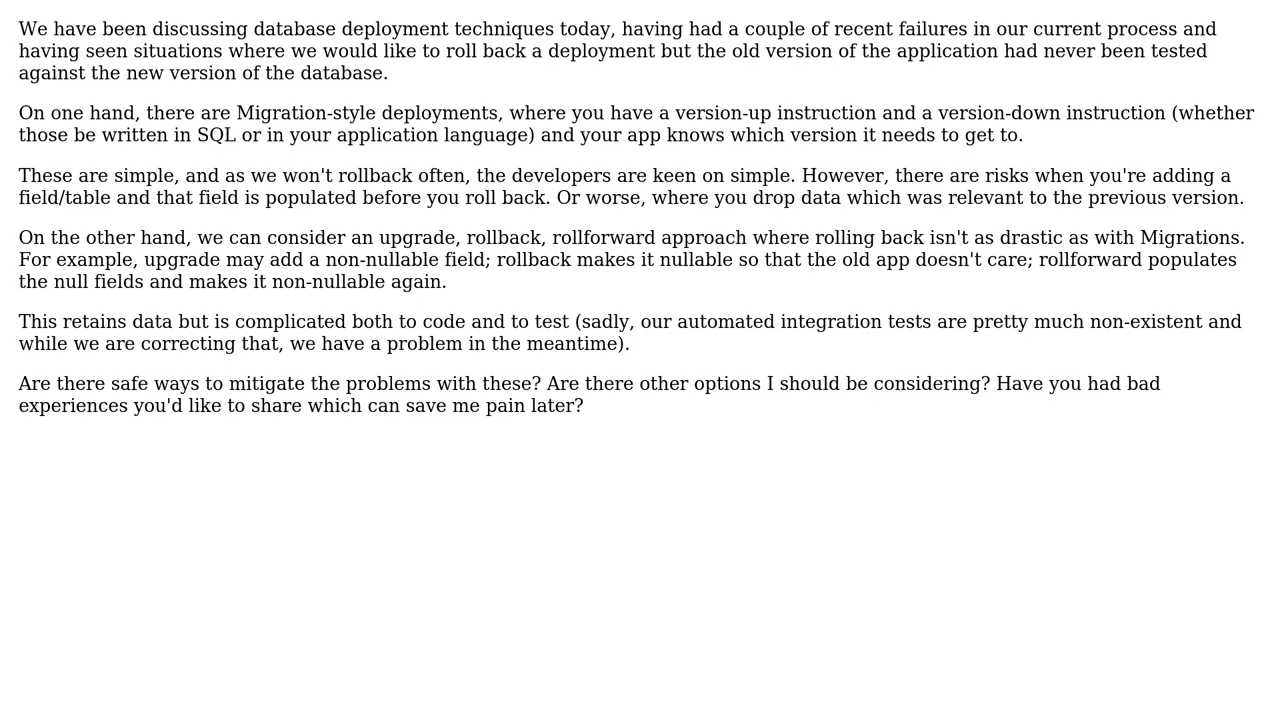 We have been discussing database deployment techniques today, having had a couple of recent failures in our current process and
having seen situations where we would like to roll back a deployment but the old version of the application had never been tested
against the new version of the database.
On one hand, there are Migration-style deployments, where you have a version-up instruction and a version-down instruction (whether
those be written in SQL or in your application language) and your app knows which version it needs to get to.
These are simple, and as we won't rollback often, the developers are keen on simple. However, there are risks when you're adding a
field/table and that field is populated before you roll back. Or worse, where you drop data which was relevant to the previous version.
On the other hand, we can consider an upgrade, rollback, rollforward approach where rolling back isn't as drastic as with Migrations.
For example, upgrade may add a non-nullable field; rollback makes it nullable so that the old app doesn't care; rollforward populates
the null fields and makes it non-nullable again.
This retains data but is complicated both to code and to test (sadly, our automated integration tests are pretty much non-existent and
while we are correcting that, we have a problem in the meantime).
Are there safe ways to mitigate the problems with these? Are there other options I should be considering? Have you had bad
experiences you'd like to share which can save me pain later?